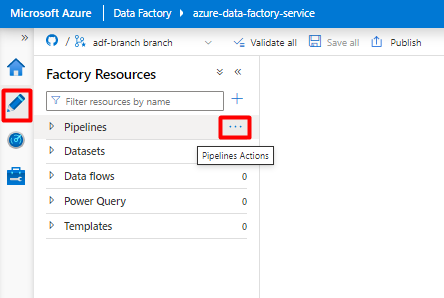 Microsoft Azure Data Factory azure-data-factory-service
adf-branch branch Validate all Save all Publish
Factory Resources
Filter resources by name
Pipelines
Pipelines Actions
Datasets
Data flows 0
Power Query 0
Templates 0